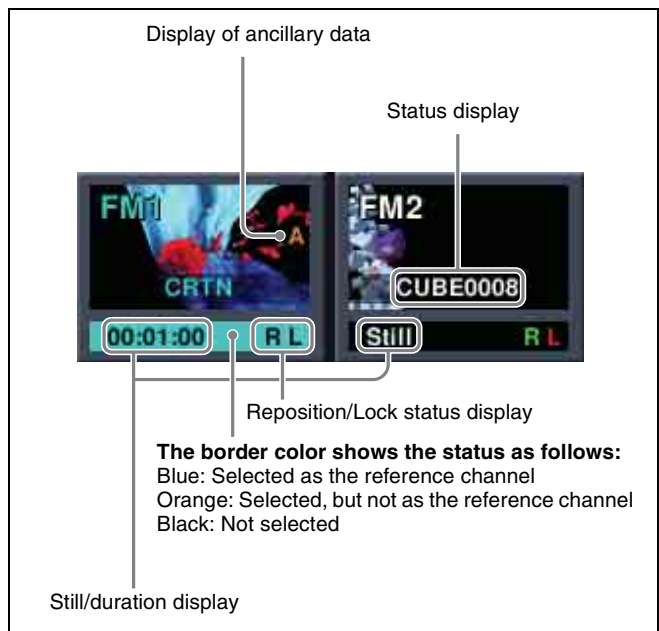 Display of ancillary data
Status display
FM1
A
CRTN
00:01:00
R L
FM2
CUBE0008
Still
R L
Reposition/Lock status display
The border color shows the status as follows:
Blue: Selected as the reference channel
Orange: Selected, but not as the reference channel
Black: Not selected
Still/duration display